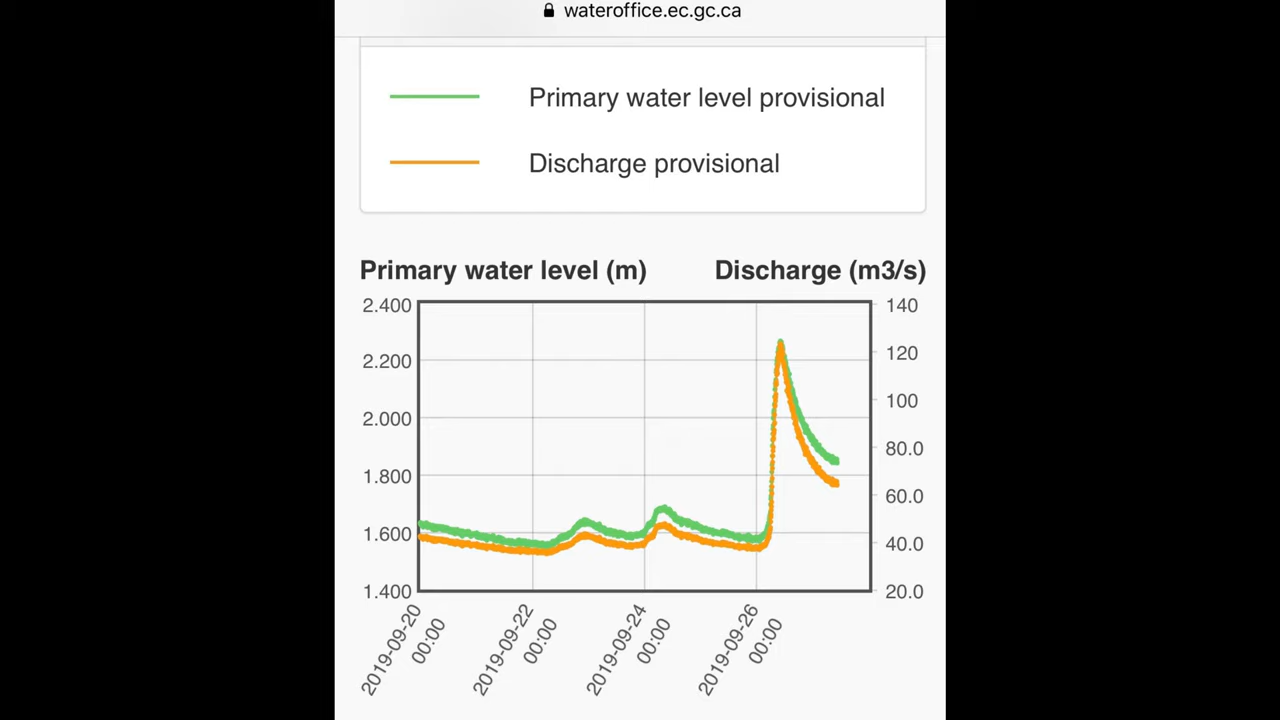 wateroffice.ec.gc.ca
Primary water level provisional
Discharge provisional
Primary water level (m) Discharge (m3/s)
2.400 140
2.200 120
2.000 100
1.800 80.0
1.600 60.0
1.400 40.0
20.0
2019-09-20 00:00
2019-09-22 00:00
2019-09-24 00:00
2019-09-26 00:00